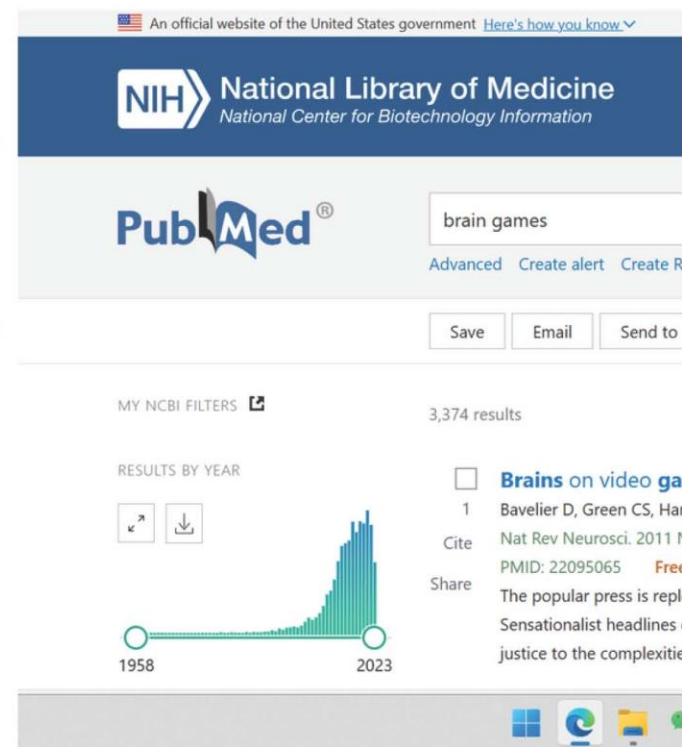 An official website of the United States government Here's how you know
NIH National Library of Medicine
National Center for Biotechnology Information
PubMed®
brain games
Advanced Create alert Create
Save Email Send to
MY NCBI FILTERS
3,374 results
RESULTS BY YEAR
1958 2023
Brains on video
1 Bavelier D, Green CS,
Cite Nat Rev Neurosci. 2011
PMID: 22095065
Share
The popular press is
Sensationalist headlines
justice to the